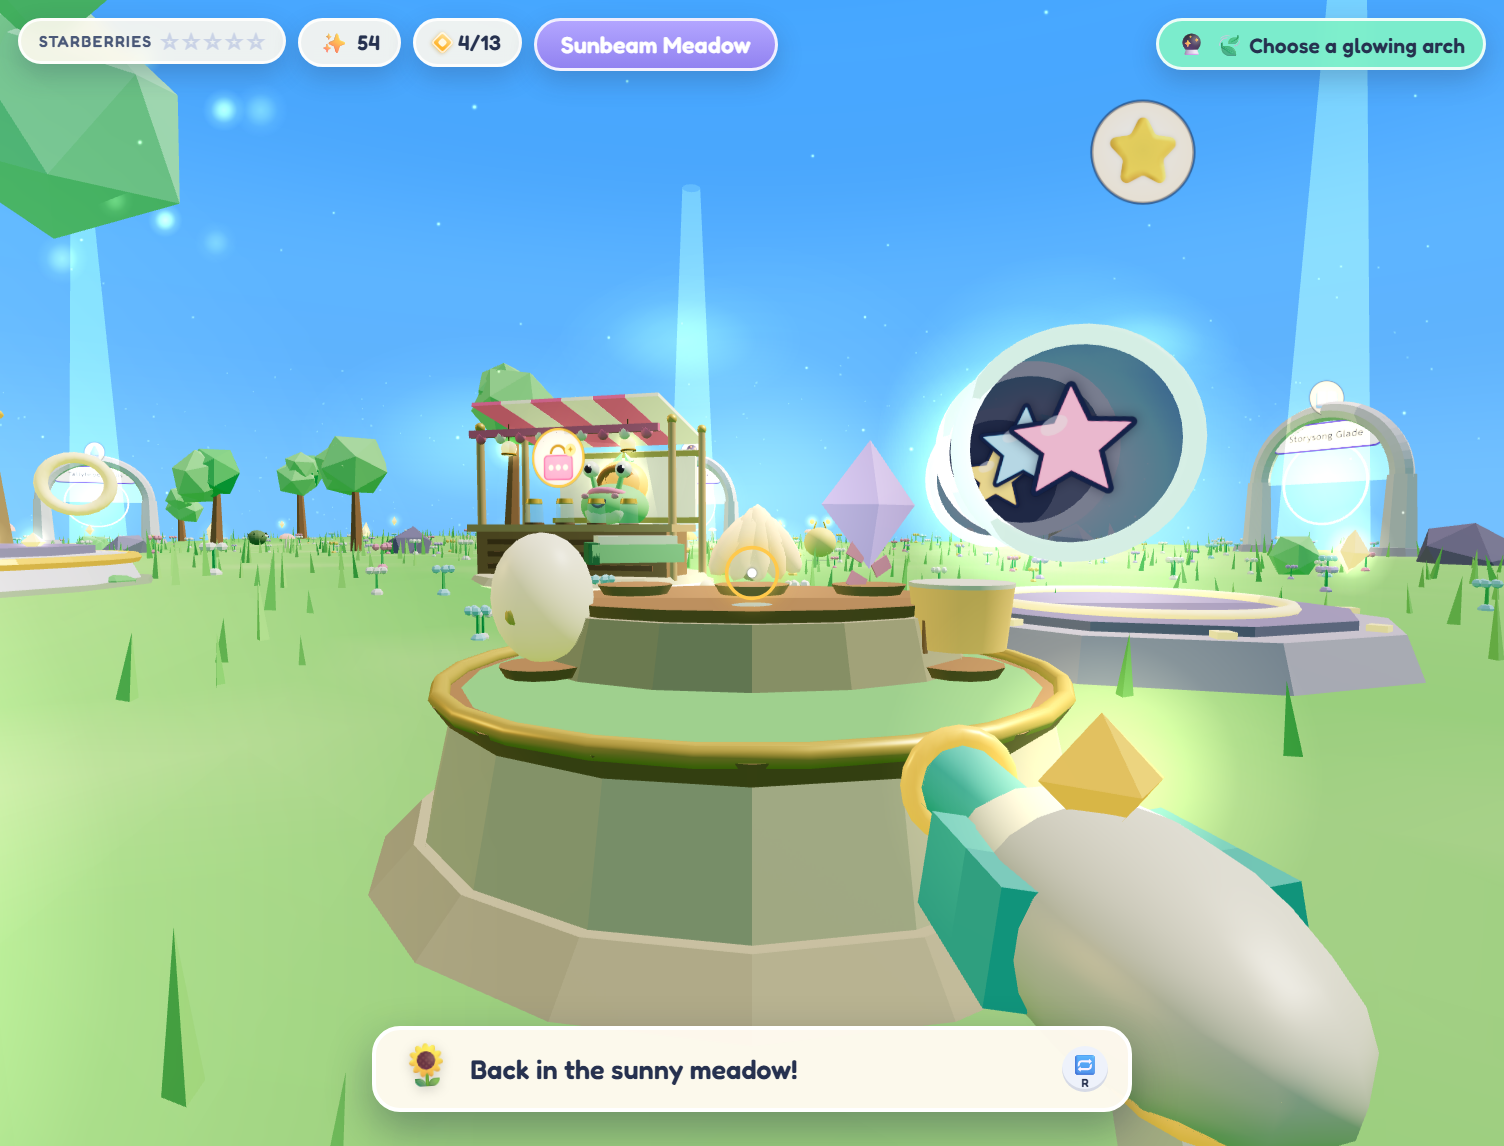 STARBERRIES
54
4/13
Sunbeam Meadow
Choose a glowing arch
Storysong Glade
Back in the sunny meadow!
R